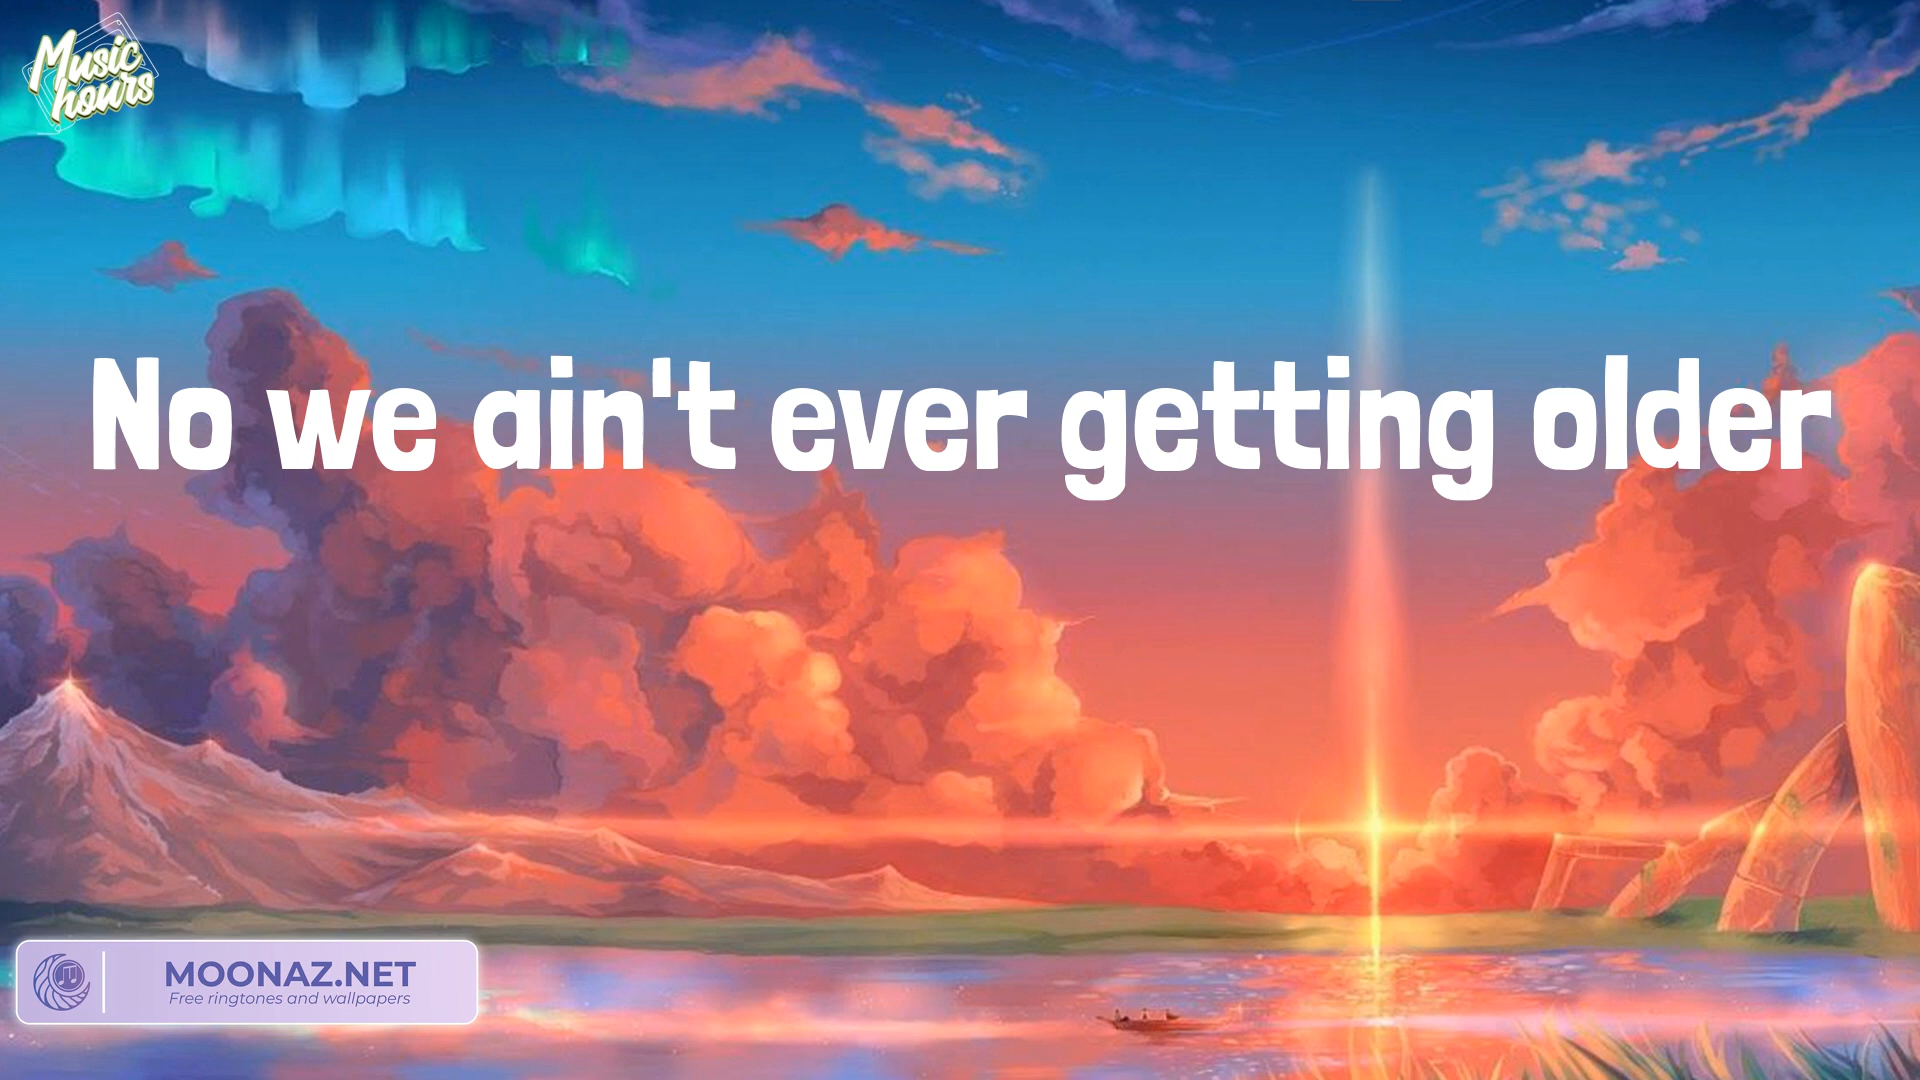 Music
hours
No we ain't ever getting older
MOONAZ.NET
Free ringtones and wallpapers